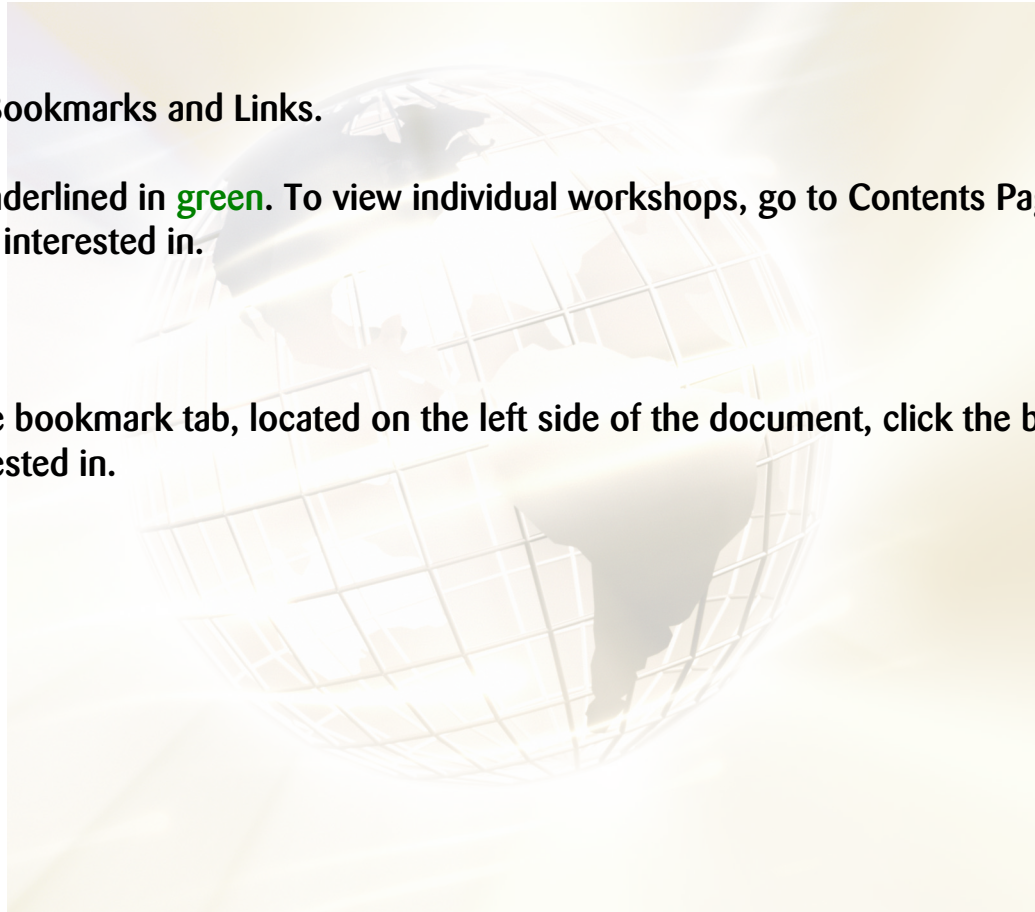 ookmarks and Links.
derlined in green. To view individual workshops, go to Contents Pa
interested in.
bookmark tab, located on the left side of the document, click the b
ested in.